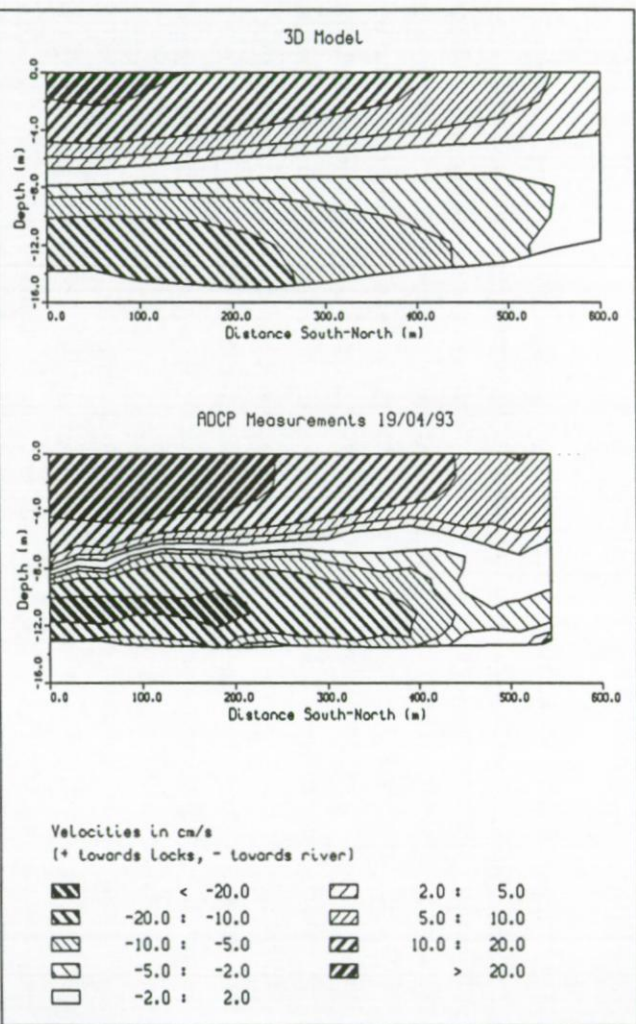 3D Model
0.0
-4.0
-8.0
-12.0
-16.0
Depth (m)
0.0 100.0 200.0 300.0 400.0 500.0 600.0
Distance South-North (m)
ADCP Measurements 19/04/93
0.0
-4.0
-8.0
-12.0
-16.0
Depth (m)
0.0 100.0 200.0 300.0 400.0 500.0 600.0
Distance South-North (m)
Velocities in cm/s
(+ towards locks, - towards river)
< -20.0
-20.0 : -10.0
-10.0 : -5.0
-5.0 : -2.0
-2.0 : 2.0
2.0 : 5.0
5.0 : 10.0
10.0 : 20.0
> 20.0